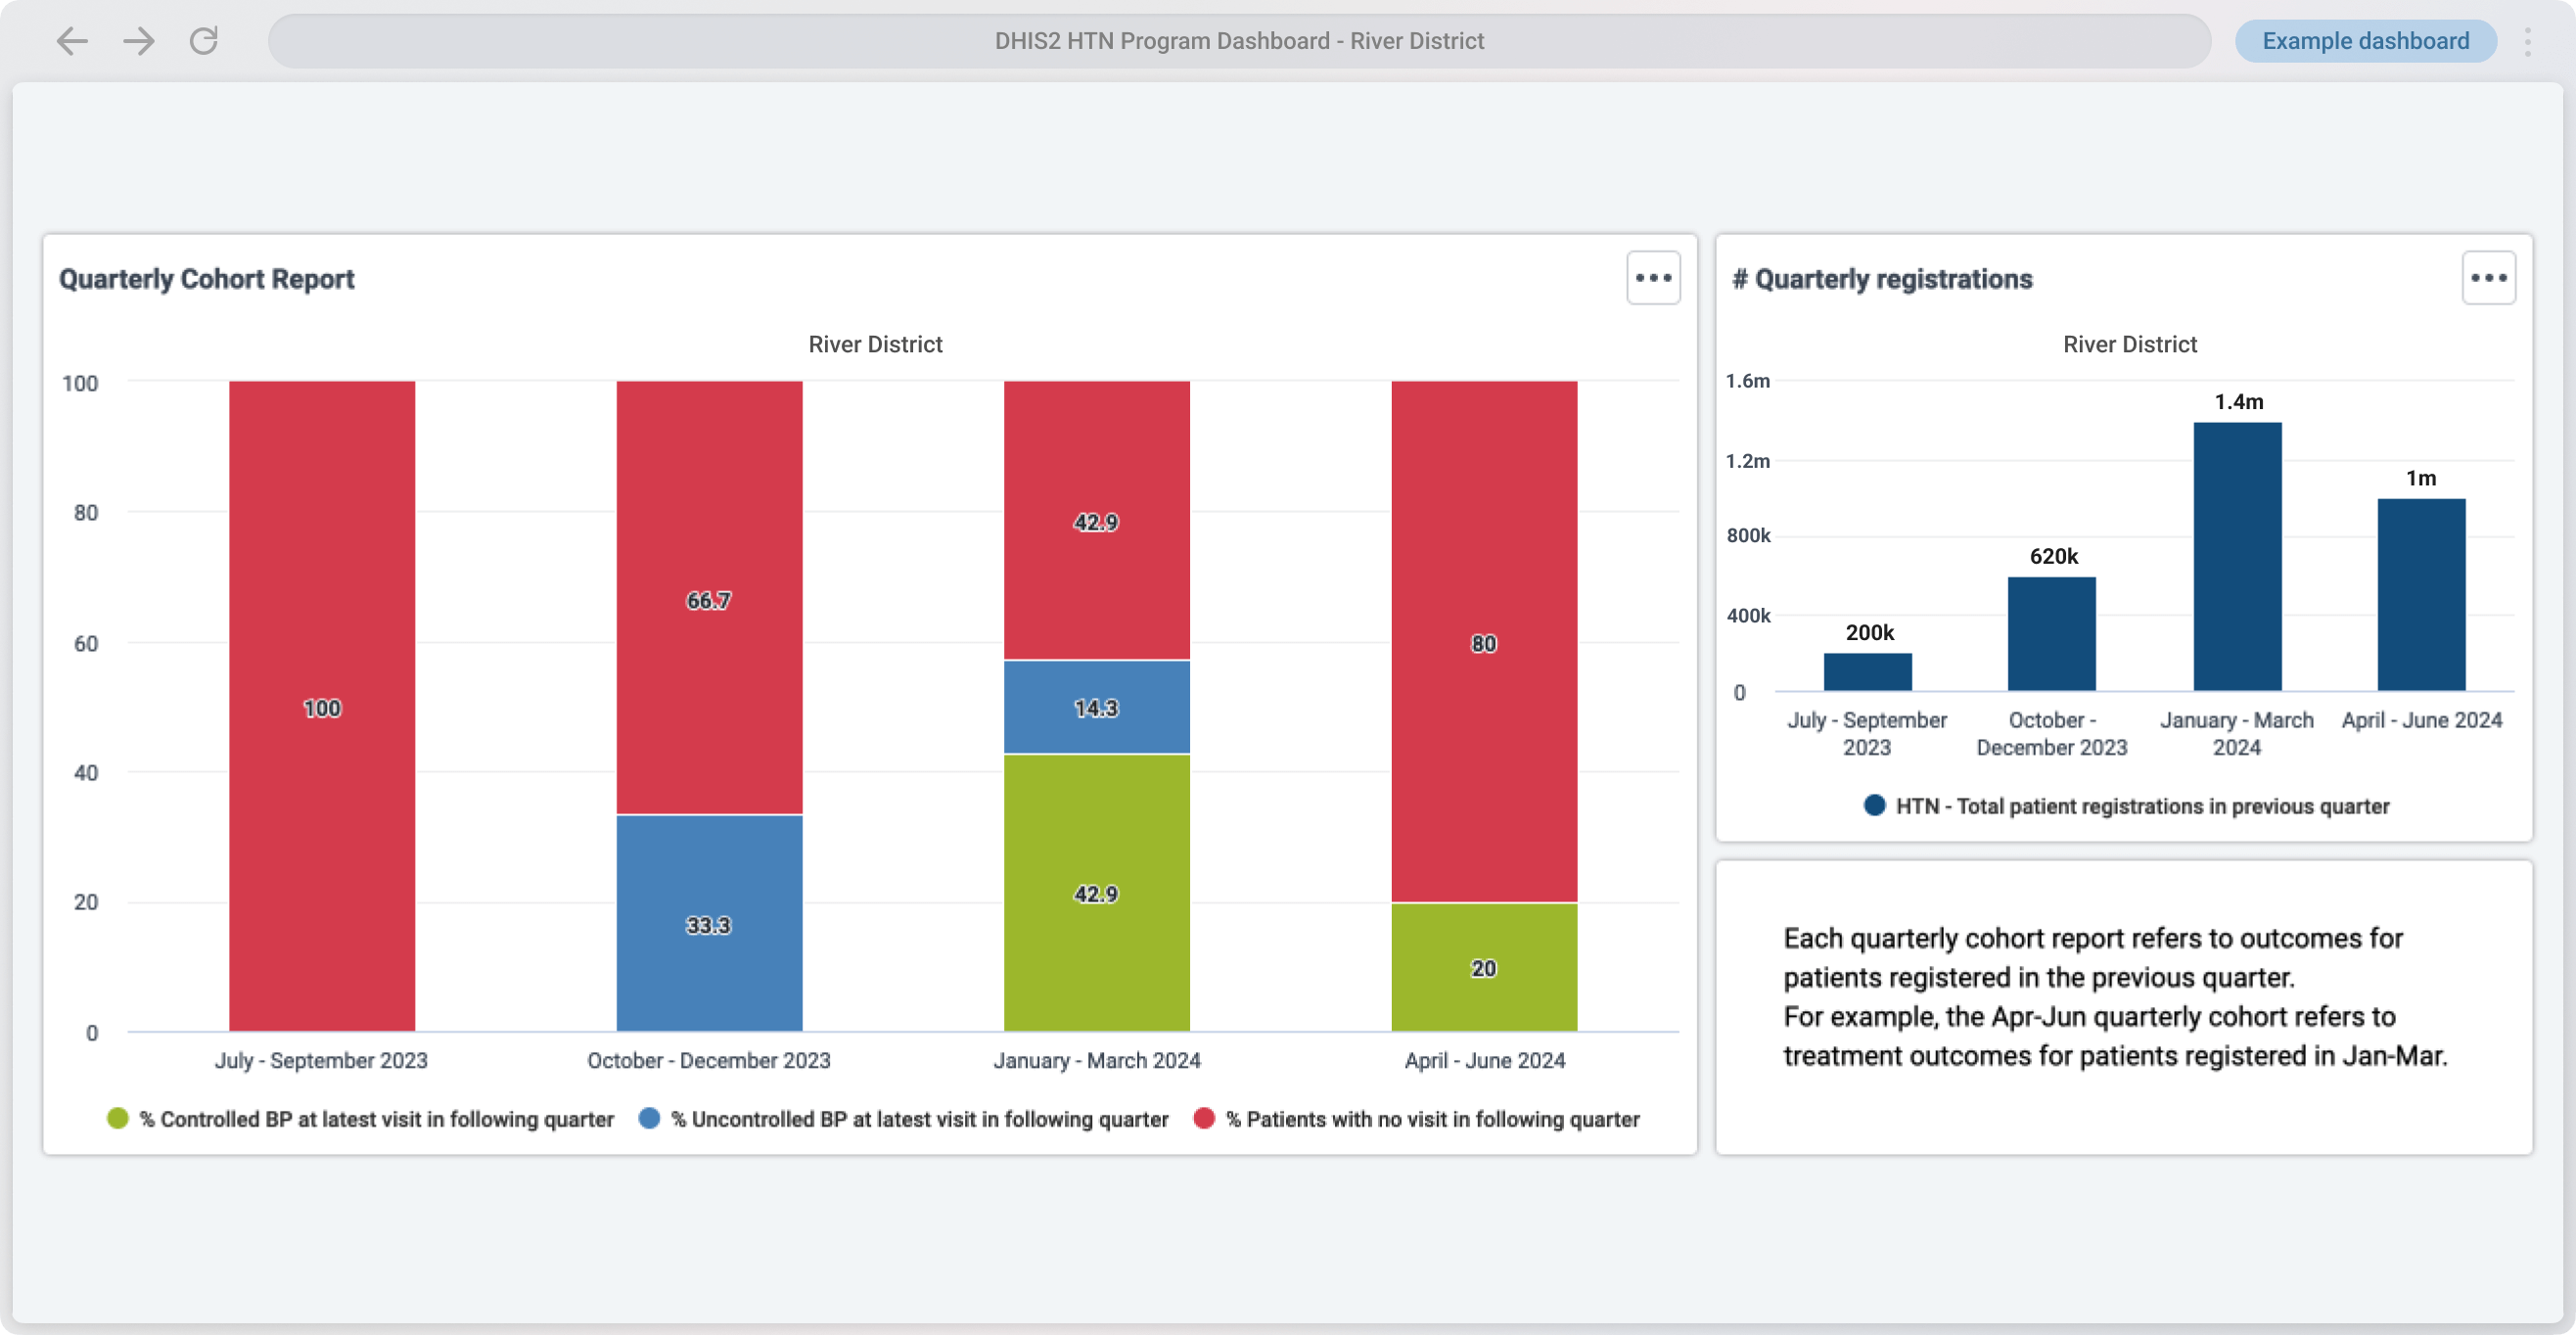 DHIS2 HTN Program Dashboard - River District
Example dashboard
Quarterly Cohort Report
River District
100
80
60
40
20
0
100
66.7
33.3
42.9
14.3
42.9
80
20
July - September 2023
October - December 2023
January - March 2024
April - June 2024
% Controlled BP at latest visit in following quarter
% Uncontrolled BP at latest visit in following quarter
% Patients with no visit in following quarter
# Quarterly registrations
River District
1.6m
1.2m
800k
400k
0
200k
620k
1.4m
1m
July - September
2023
October -
December 2023
January - March
2024
April - June 2024
HTN - Total patient registrations in previous quarter
Each quarterly cohort report refers to outcomes for
patients registered in the previous quarter.
For example, the Apr-Jun quarterly cohort refers to
treatment outcomes for patients registered in Jan-Mar.